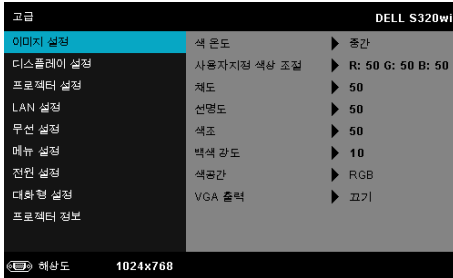 고급 DELL S320wi
이미지 설정
디스플레이 설정
프로젝터 설정
LAN 설정
무선 설정
메뉴 설정
전원 설정
대화형 설정
프로젝터 정보
색 온도 중간
사용자지정 색상 조절 R: 50 G: 50 B: 50
채도 50
선명도 50
색조 50
백색 강도 10
색공간 RGB
VGA 출력 끄기
해상도 1024x768